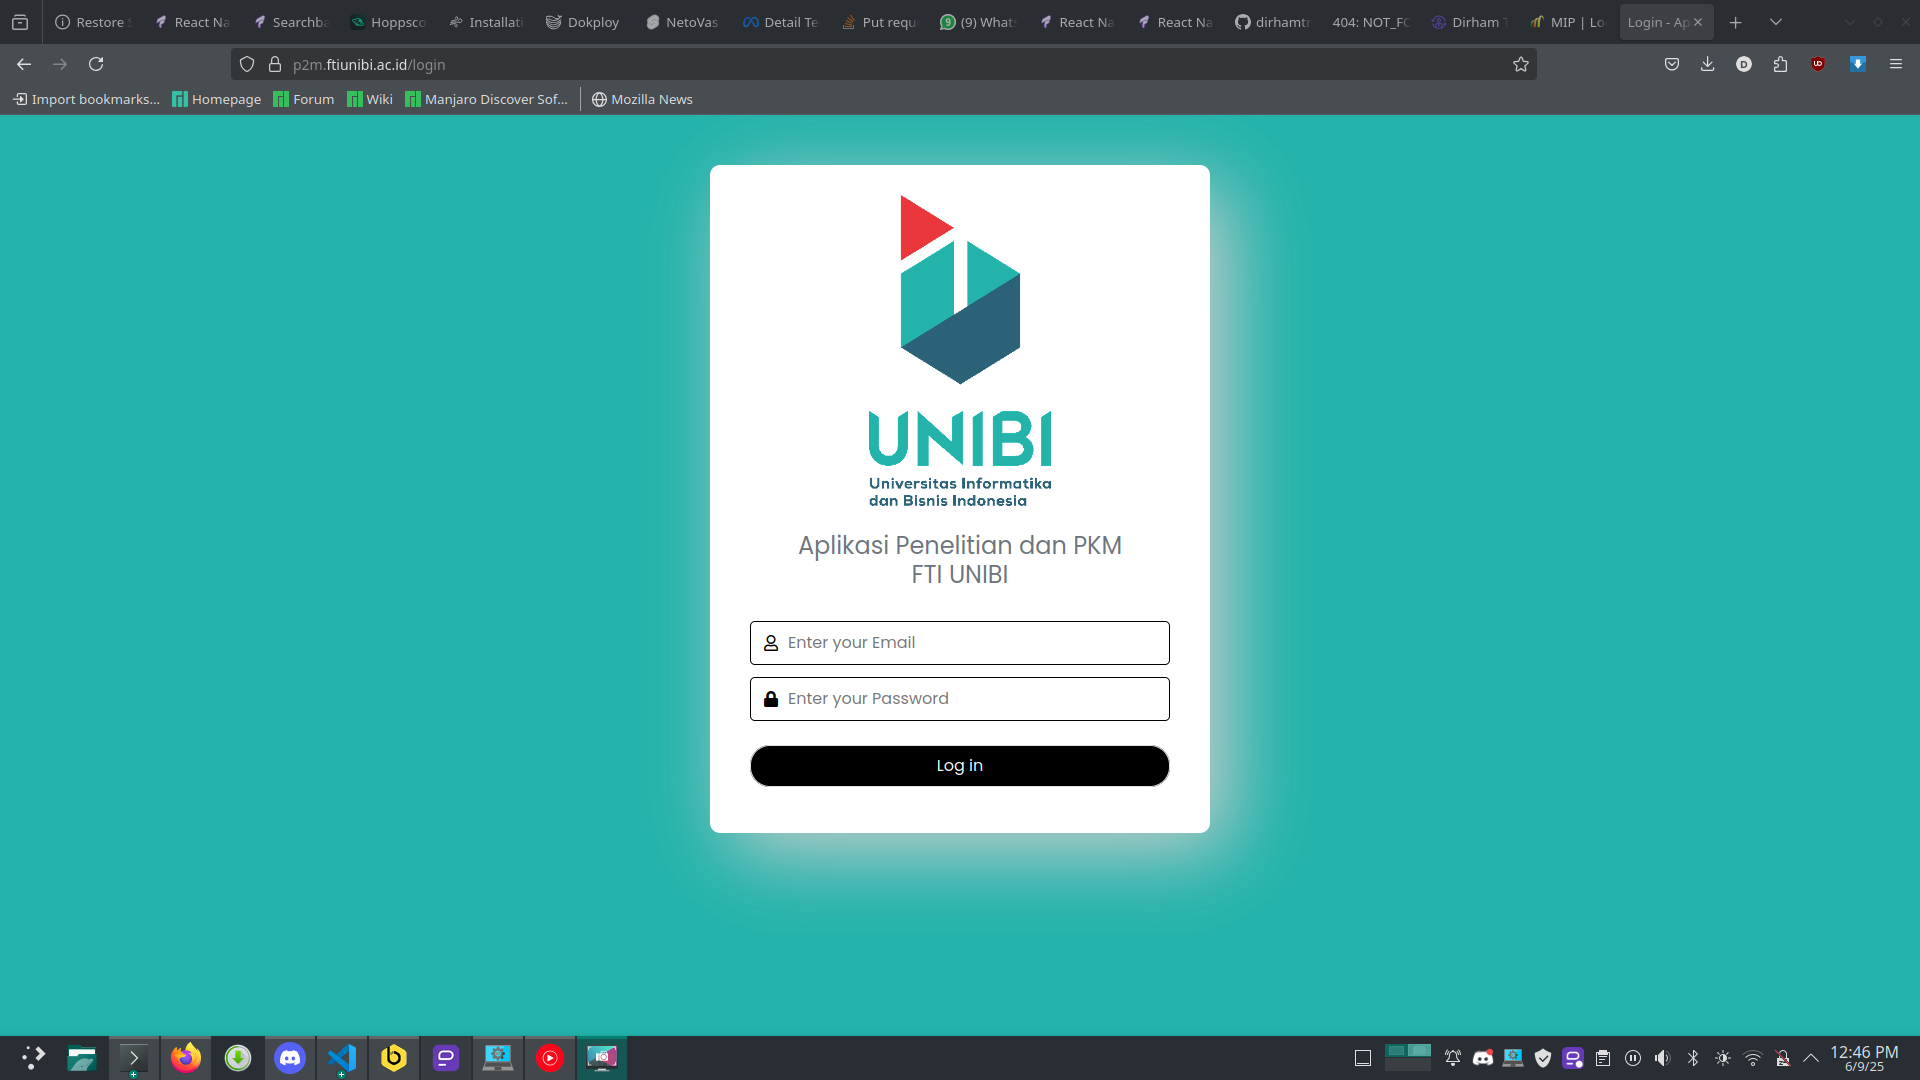 Restore
React Na
Searchba
Hoppsco
Installati
Dokploy
NetoVas
Detail Te
Put requ
(9) Whats
React Na
React Na
dirhamtr
404: NOT_FO
Dirham T
MIP | Lo
Login - Ap
p2m.ftiunibi.ac.id/login
Import bookmarks...
Homepage
Forum
Wiki
Manjaro Discover Sof...
Mozilla News
UNIBI
Universitas Informatika
dan Bisnis Indonesia
Aplikasi Penelitian dan PKM
FTI UNIBI
Enter your Email
Enter your Password
Log in
12:46 PM
6/9/25